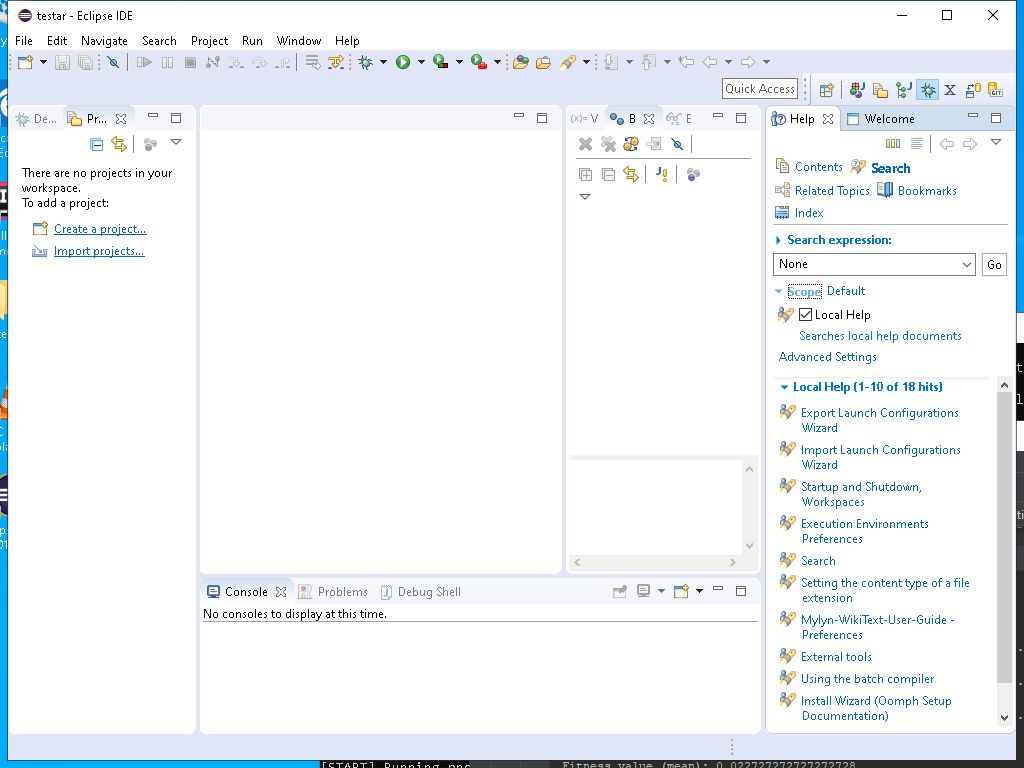 testar - Eclipse IDE
File Edit Navigate Search Project Run Window Help
Quick Access
De... Pr...
There are no projects in your
workspace.
To add a project:
Create a project...
Import projects...
(x)= V B E
Console Problems Debug Shell
No consoles to display at this time.
Help Welcome
Contents Search
Related Topics Bookmarks
Index
Search expression:
None Go
Scope Default
Local Help
Searches local help documents
Advanced Settings
Local Help (1-10 of 18 hits)
Export Launch Configurations
Wizard
Import Launch Configurations
Wizard
Startup and Shutdown,
Workspaces
Execution Environments
Preferences
Search
Setting the content type of a file
extension
Mylyn-WikiText-User-Guide -
Preferences
External tools
Using the batch compiler
Install Wizard (Oomph Setup
Documentation)
[START] Running
Fitness value (mean): 0.022727272727272728